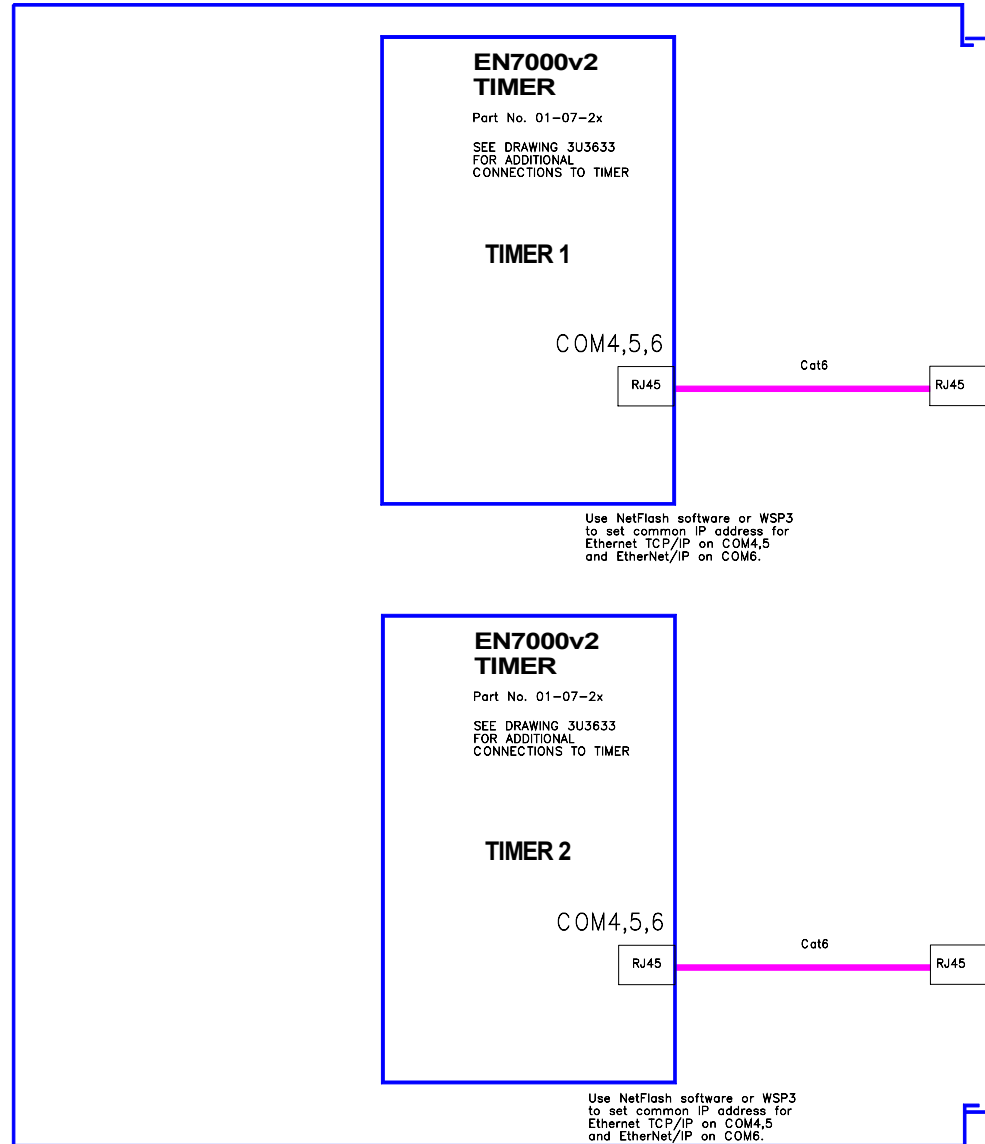 EN7000v2
TIMER
Part No. 01-07-2x
SEE DRAWING 3U3633
FOR ADDITIONAL
CONNECTIONS TO TIMER
TIMER 1
COM4,5,6
RJ45
Cat6
RJ45
Use NetFlash software or WSP3
to set common IP address for
Ethernet TCP/IP on COM4,5
and EtherNet/IP on COM6.
EN7000v2
TIMER
Part No. 01-07-2x
SEE DRAWING 3U3633
FOR ADDITIONAL
CONNECTIONS TO TIMER
TIMER 2
COM4,5,6
RJ45
Cat6
RJ45
Use NetFlash software or WSP3
to set common IP address for
Ethernet TCP/IP on COM4,5
and EtherNet/IP on COM6.